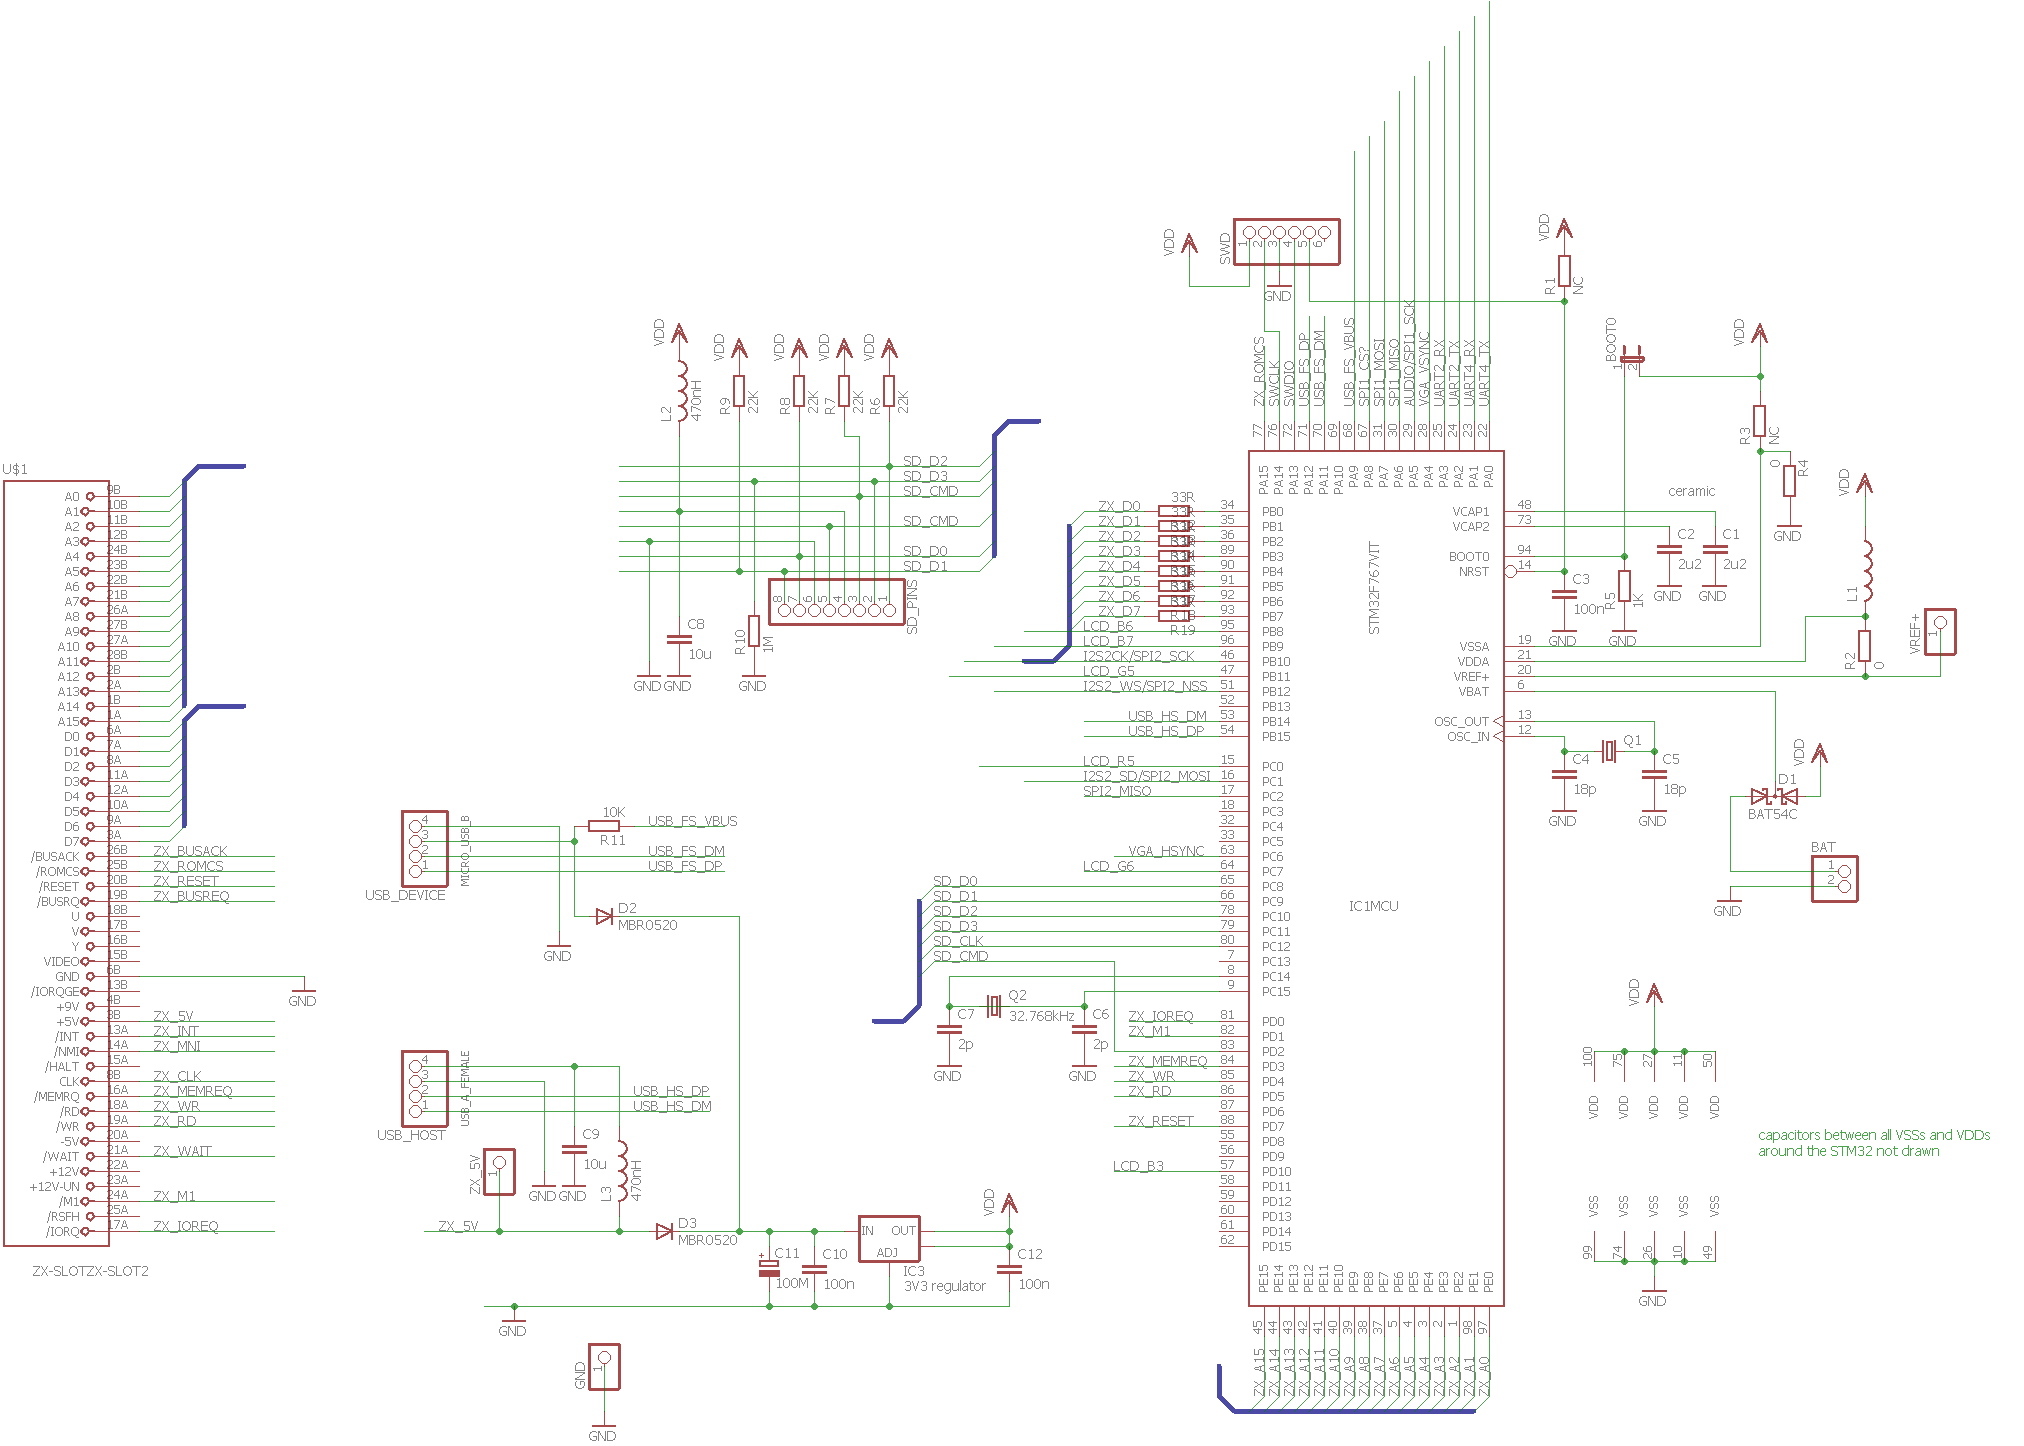 U$1
A0 9B
A1 10B
A2 11B
A3 12B
A4 24B
A5 23B
A6 22B
A7 21B
A8 26A
A9 27B
A10 27A
A11 28B
A12 2B
A13 2A
A14 1B
A15 1A
D0 6A
D1 7A
D2 8A
D3 11A
D4 12A
D5 10A
D6 9A
D7 3A
/BUSACK 26B ZX_BUSACK
/ROMCS 25B ZX_ROMCS
/RESET 20B ZX_RESET
/BUSRQ 19B ZX_BUSREQ
U 18B
V 17B
Y 16B
VIDEO 15B
GND 6B
GND
/IORQGE 13B
+9V 4B
+5V 3B ZX_5V
/INT 13A ZX_INT
/NMI 14A ZX_MNI
/HALT 15A
CLK 8B ZX_CLK
/MEMRQ 16A ZX_MEMREQ
/RD 18A ZX_WR
/WR 19A ZX_RD
-5V 20A
/WAIT 21A ZX_WAIT
+12V 22A
+12V-UN 23A
/M1 24A ZX_M1
/RSFH 25A
/IORQ 17A ZX_IOREQ
ZX-SLOTZX-SLOT2
VDD VDD VDD VDD VDD
L2 470nH
R9 22K
R8 22K
R7 22K
R6 22K
SD_D2
SD_D3
SD_CMD
SD_CMD
SD_D0
SD_D1
8 7 6 5 4 3 2 1
SD_PINS
C8
10u
R10 1M
GND GND GND
4
3
2
1
MICRO_USB_B
USB_DEVICE
10K
R11
USB_FS_VBUS
USB_FS_DM
USB_FS_DP
D2
MBR0520
GND
4
3
2
1
USB_A_FEMALE
USB_HOST
USB_HS_DP
USB_HS_DM
C9
10u
L3 470nH
GND GND
ZX_5V
1
ZX_5V
D3
MBR0520
C11
+
100M
C10
100n
IN OUT
ADJ
IC3
3V3 regulator
VDD
C12
100n
GND
GND
1
GND
VDD
SWD
1 2 3 4 5 6
GND
VDD
R1 NC
ZX_ROMCS 77 PA15
SWCLK 76 PA14
SWDIO 72 PA13
USB_FS_DP 71 PA12
USB_FS_DM 70 PA11
69 PA10
USB_FS_VBUS 68 PA9
SPI1_CS? 67 PA8
SPI1_MOSI 31 PA7
SPI1_MISO 30 PA6
AUDIO/SPI1_SCK 29 PA5
VGA_VSYNC 28 PA4
UART2_RX 25 PA3
UART2_TX 24 PA2
UART4_RX 23 PA1
UART4_TX 22 PA0
33R
ZX_D0 34 PB0
33R
ZX_D1 35 PB1
ZX_D2 36 PB2
ZX_D3 89 PB3
ZX_D4 90 PB4
ZX_D5 91 PB5
ZX_D6 92 PB6
ZX_D7 93 PB7
R19
LCD_B6 95 PB8
LCD_B7 96 PB9
I2S2CK/SPI2_SCK 46 PB10
LCD_G5 47 PB11
I2S2_WS/SPI2_NSS 51 PB12
52 PB13
USB_HS_DM 53 PB14
USB_HS_DP 54 PB15
LCD_R5 15 PC0
I2S2_SD/SPI2_MOSI 16 PC1
SPI2_MISO 17 PC2
18 PC3
32 PC4
33 PC5
VGA_HSYNC 63 PC6
LCD_G6 64 PC7
SD_D0 65 PC8
SD_D1 66 PC9
SD_D2 78 PC10
SD_D3 79 PC11
SD_CLK 80 PC12
SD_CMD 7 PC13
8 PC14
9 PC15
Q2
32.768kHz
C7
2p
C6
2p
GND GND
ZX_IOREQ 81 PD0
ZX_M1 82 PD1
83 PD2
ZX_MEMREQ 84 PD3
ZX_WR 85 PD4
ZX_RD 86 PD5
87 PD6
ZX_RESET 88 PD7
55 PD8
56 PD9
LCD_B3 57 PD10
58 PD11
59 PD12
60 PD13
61 PD14
62 PD15
STM32F767VIT
IC1MCU
PE15 45 ZX_A15
PE14 44 ZX_A14
PE13 43 ZX_A13
PE12 42 ZX_A12
PE11 41 ZX_A11
PE10 40 ZX_A10
PE9 39 ZX_A9
PE8 38 ZX_A8
PE7 37 ZX_A7
PE6 5 ZX_A6
PE5 4 ZX_A5
PE4 3 ZX_A4
PE3 2 ZX_A3
PE2 1 ZX_A2
PE1 98 ZX_A1
PE0 97 ZX_A0
VCAP1 48
VCAP2 73
BOOT0 94
NRST 14
VSSA 19
VDDA 21
VREF+ 20
VBAT 6
OSC_OUT 13
OSC_IN 12
BOOT0
1 2
VDD
R3 NC
0 R4
GND
ceramic
C2
2u2
C1
2u2
GND GND
C3
100n
R5 1K
GND GND
VDD
L1
R2 0
VREF+
1
Q1
C4
18p
C5
18p
GND GND
VDD
D1
BAT54C
BAT
1
2
GND
VDD
100 75 27 11 50
VDD VDD VDD VDD VDD
capacitors between all VSSs and VDDs
around the STM32 not drawn
VSS VSS VSS VSS VSS
99 74 26 10 49
GND